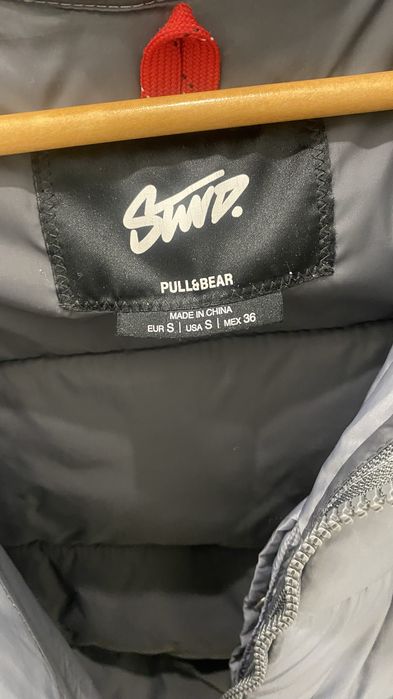 STWD.
PULL&BEAR
MADE IN CHINA
EUR S | USA S | MEX 36